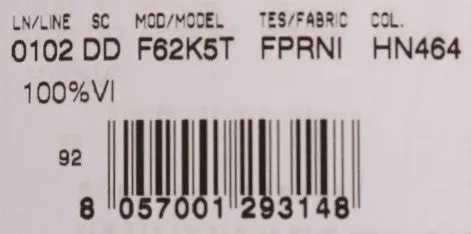 LN/LINE SC MOD/MODEL TES/FABRIC COL.
0102 DD F62K5T FPRNI HN464
100%VI
92
8 057001 293148